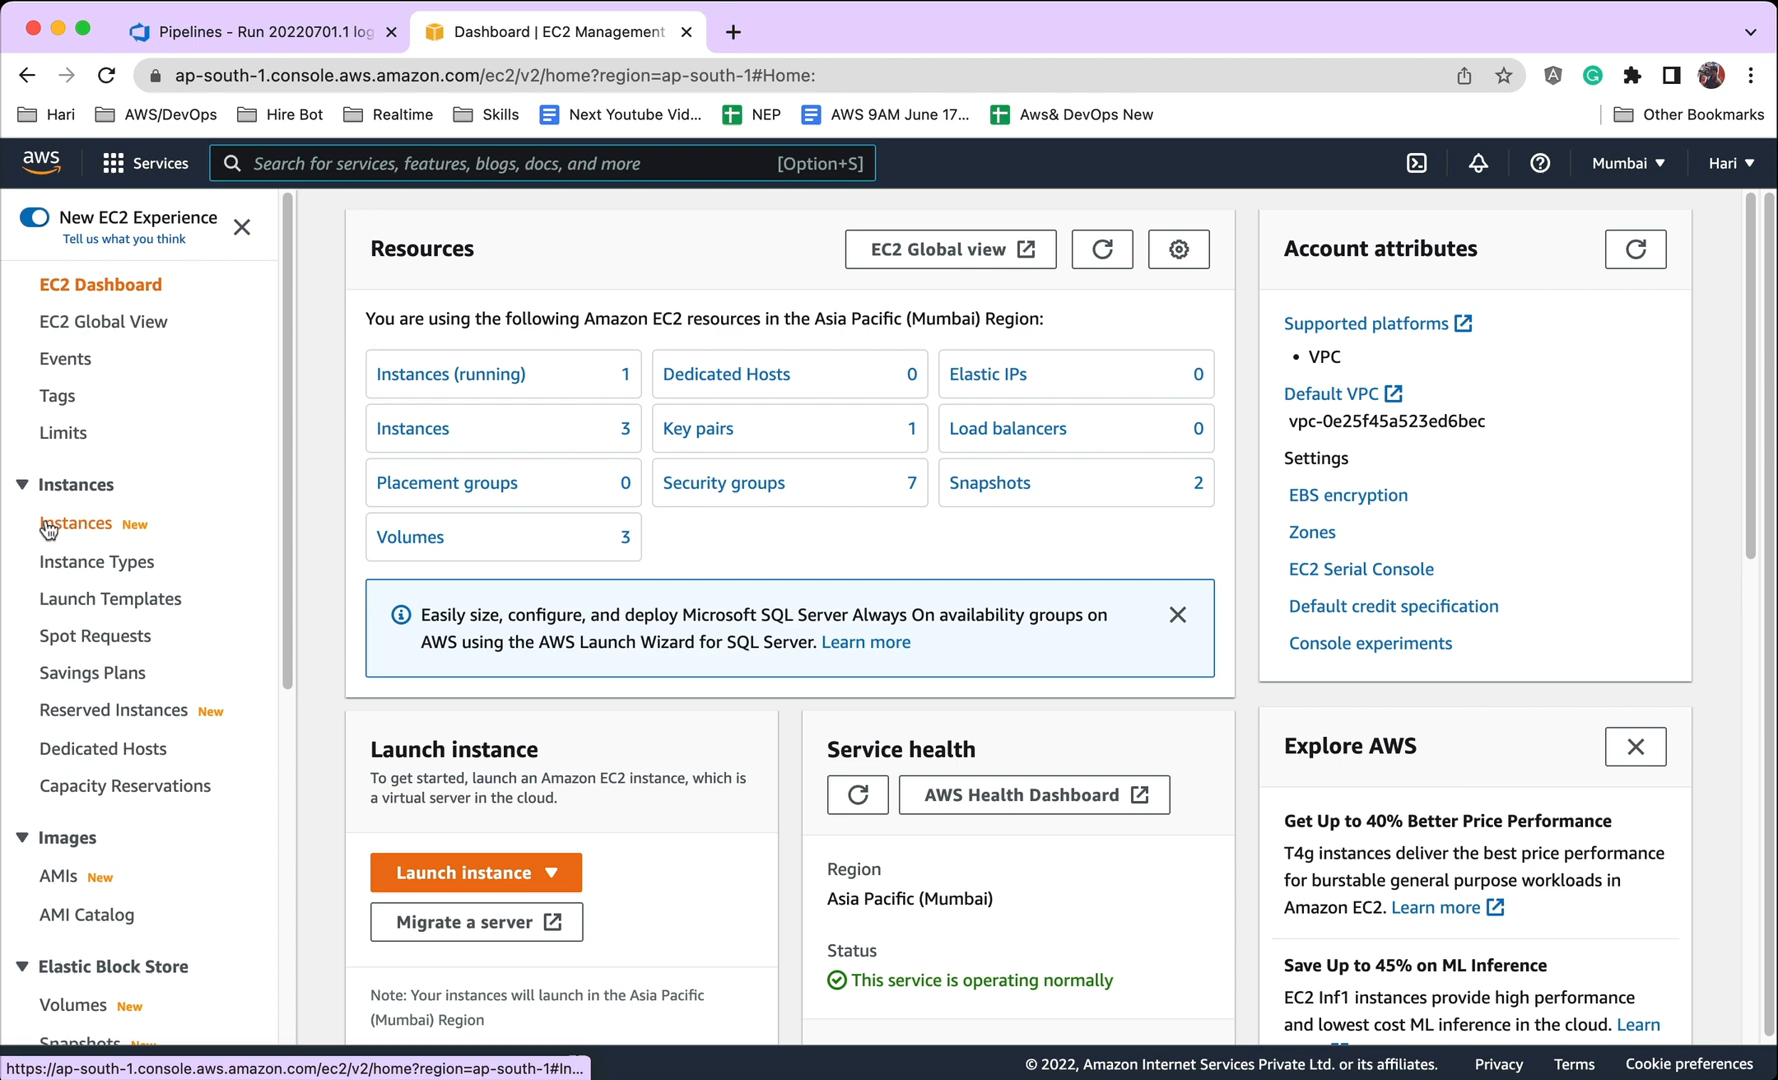 Pipelines - Run 20220701.1 log
Dashboard | EC2 Management
ap-south-1.console.aws.amazon.com/ec2/v2/home?region=ap-south-1#Home:
Hari
AWS/DevOps
Hire Bot
Realtime
Skills
Next Youtube Vid...
NEP
AWS 9AM June 17...
Aws& DevOps New
Other Bookmarks
aws
Services
Search for services, features, blogs, docs, and more
[Option+S]
Mumbai
Hari
New EC2 Experience
Tell us what you think
EC2 Dashboard
EC2 Global View
Events
Tags
Limits
Instances
Instances New
Instance Types
Launch Templates
Spot Requests
Savings Plans
Reserved Instances New
Dedicated Hosts
Capacity Reservations
Images
AMIs New
AMI Catalog
Elastic Block Store
Volumes New
Snapshots New
Resources
EC2 Global view
You are using the following Amazon EC2 resources in the Asia Pacific (Mumbai) Region:
Instances (running) 1
Dedicated Hosts 0
Elastic IPs 0
Instances 3
Key pairs 1
Load balancers 0
Placement groups 0
Security groups 7
Snapshots 2
Volumes 3
Easily size, configure, and deploy Microsoft SQL Server Always On availability groups on
AWS using the AWS Launch Wizard for SQL Server. Learn more
Launch instance
To get started, launch an Amazon EC2 instance, which is
a virtual server in the cloud.
Launch instance
Migrate a server
Note: Your instances will launch in the Asia Pacific
(Mumbai) Region
Service health
AWS Health Dashboard
Region
Asia Pacific (Mumbai)
Status
This service is operating normally
Account attributes
Supported platforms
• VPC
Default VPC
vpc-0e25f45a523ed6bec
Settings
EBS encryption
Zones
EC2 Serial Console
Default credit specification
Console experiments
Explore AWS
Get Up to 40% Better Price Performance
T4g instances deliver the best price performance
for burstable general purpose workloads in
Amazon EC2. Learn more
Save Up to 45% on ML Inference
EC2 Inf1 instances provide high performance
and lowest cost ML inference in the cloud. Learn
https://ap-south-1.console.aws.amazon.com/ec2/v2/home?region=ap-south-1#In...
© 2022, Amazon Internet Services Private Ltd. or its affiliates.
Privacy
Terms
Cookie preferences